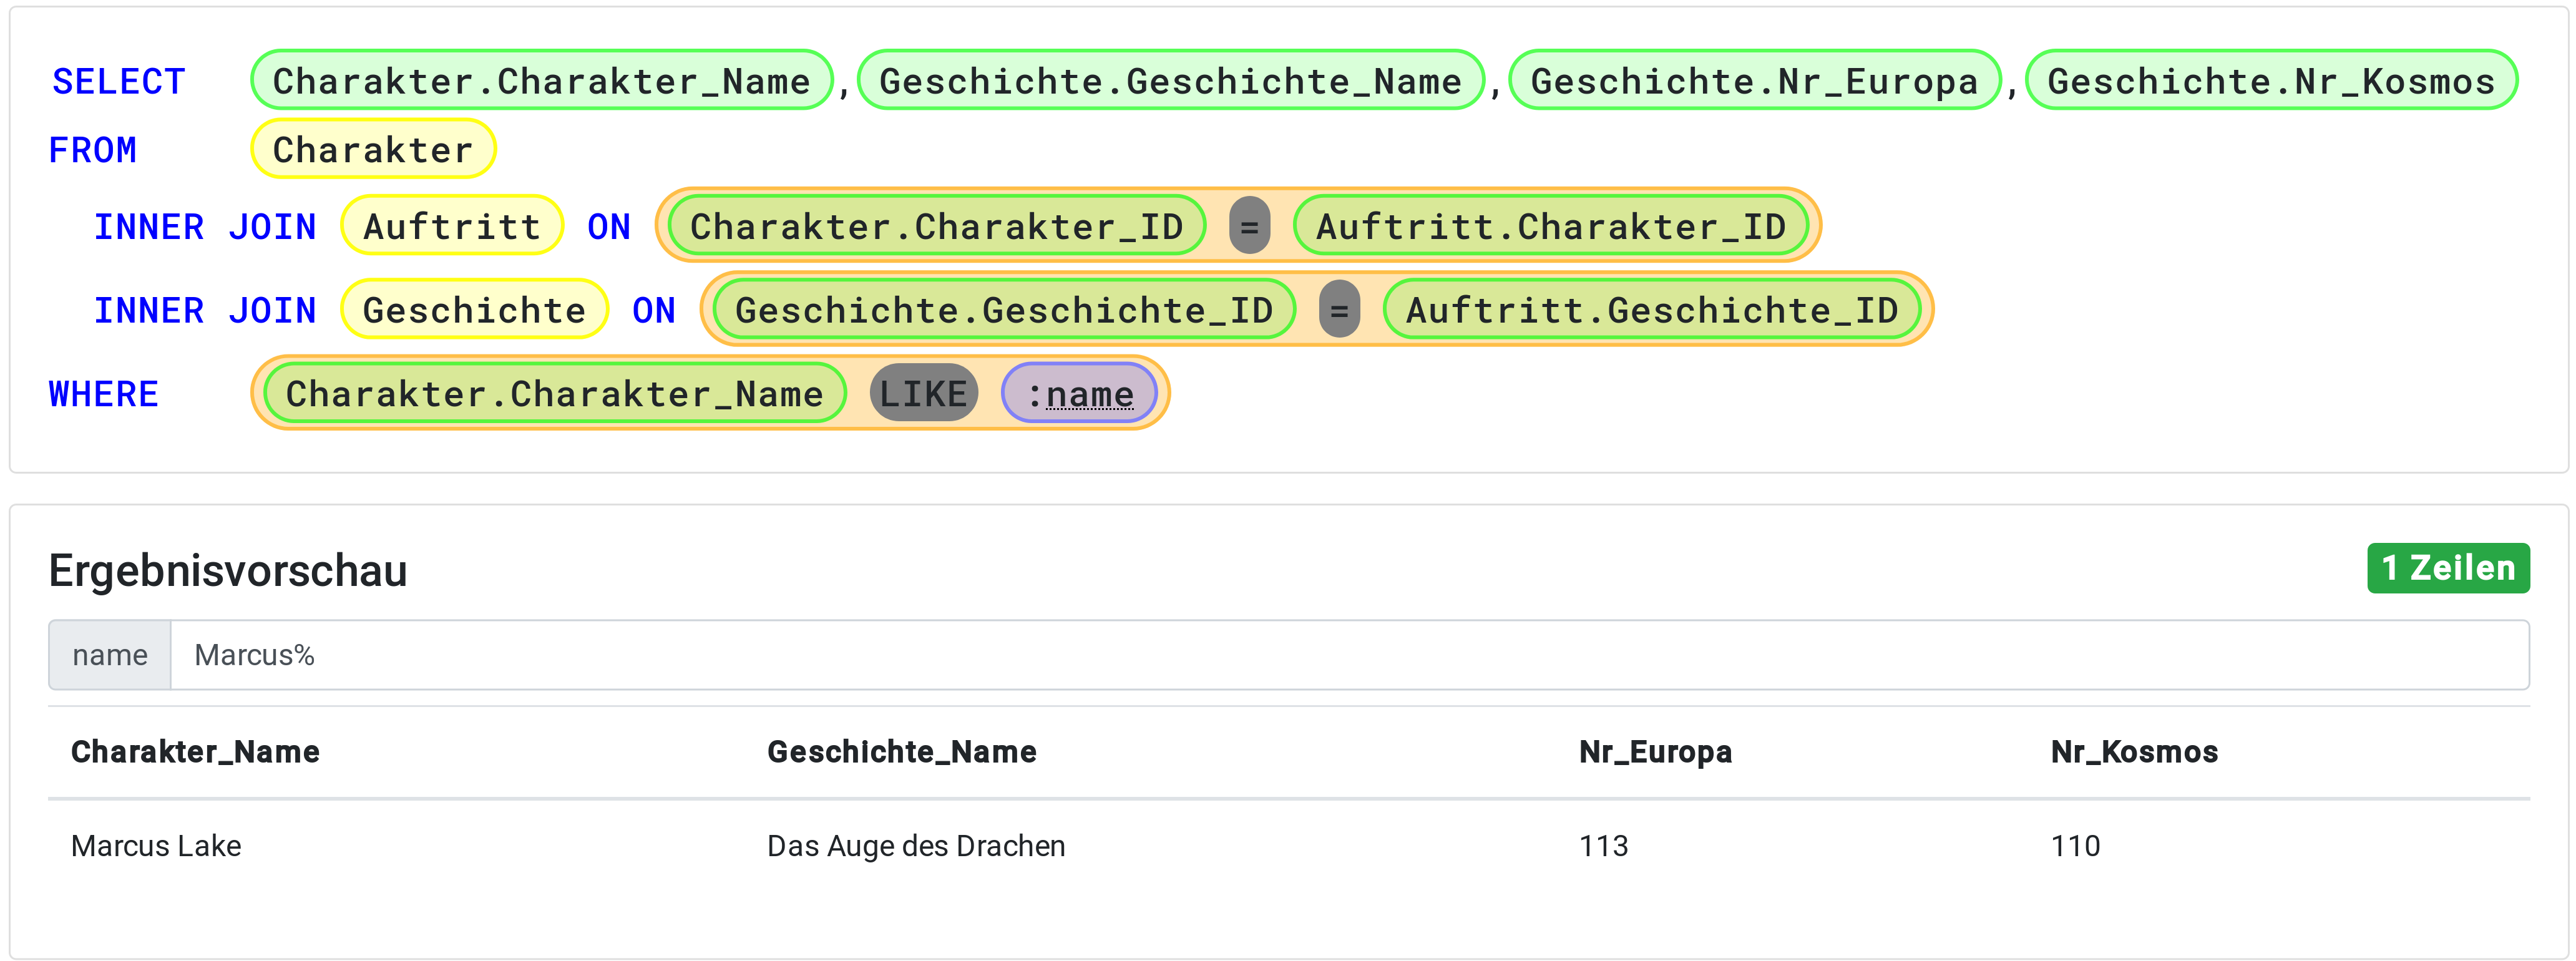 SELECT Charakter.Charakter_Name , Geschichte.Geschichte_Name , Geschichte.Nr_Europa , Geschichte.Nr_Kosmos
FROM Charakter
INNER JOIN Auftritt ON Charakter.Charakter_ID = Auftritt.Charakter_ID
INNER JOIN Geschichte ON Geschichte.Geschichte_ID = Auftritt.Geschichte_ID
WHERE Charakter.Charakter_Name LIKE :name
Ergebnisvorschau 1 Zeilen
name Marcus%
Charakter_Name Geschichte_Name Nr_Europa Nr_Kosmos
Marcus Lake Das Auge des Drachen 113 110